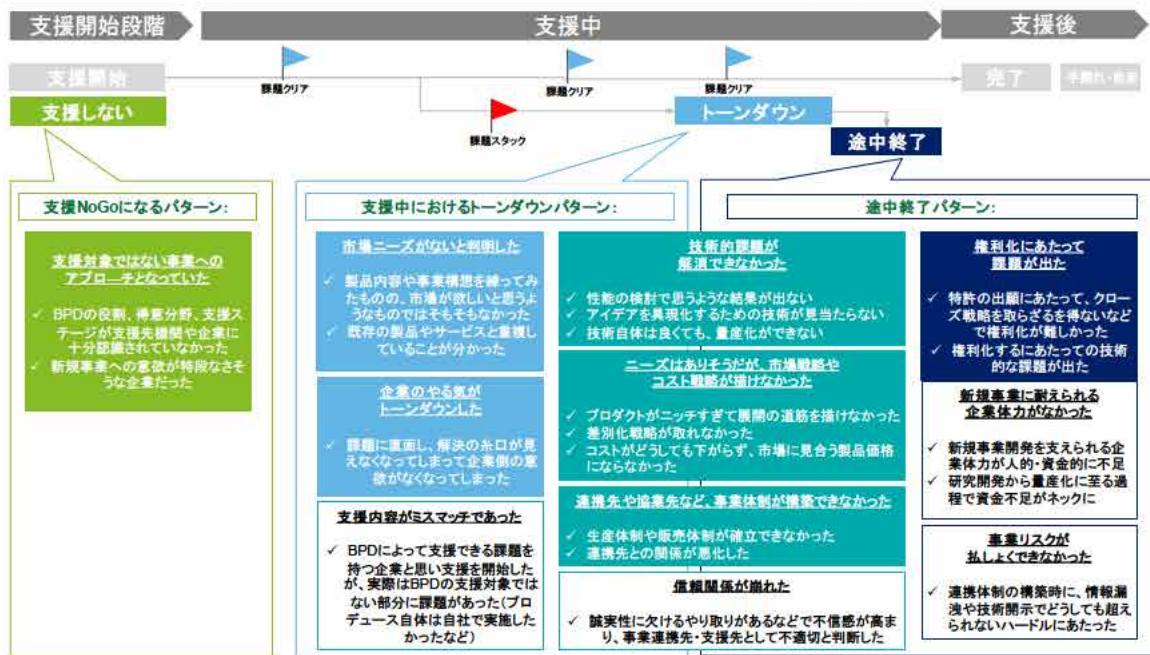 支援開始段階
支援中
支援後
支援開始
課題クリア
課題クリア
課題クリア
完了
支援しない
課題スタック
トーンダウン
途中終了
支援NoGoになるパターン:
支援対象ではない事業への
アプローチとなっていた
✓ BPDの役割、得意分野、支援ス
テージが支援先機関や企業に
十分認識されていなかった
✓ 新規事業への意欲が特段なさそ
うな企業だった
支援中におけるトーンダウンパターン:
市場ニーズがないと判明した
✓ 製品内容や事業構想を練ってみ
たものの、市場が欲しいと思うよ
うなものではそもそもなかった
✓ 既存の製品やサービスと重複し
ていることが分かった
企業のやる気が
トーンダウンした
✓ 課題に直面し、解決の糸口が見
えなくなってしまって企業側の意
欲がなくなってしまった
支援内容がミスマッチであった
✓ BPDによって支援できる課題を
持つ企業と思い支援を開始した
が、実際はBPDの支援対象では
ない部分に課題があった(プロ
デュース自体は自社で実施した
かったなど)
技術的課題が
解消できなかった
✓ 性能の検討で思うような結果が出ない
✓ アイデアを具現化するための技術が見当たらない
✓ 技術自体は良くても、量産化ができない
ニーズはありそうだが、市場戦略や
コスト戦略が描けなかった
✓ プロダクトがニッチすぎて展開の道筋を描けなかった
✓ 差別化戦略が取れなかった
✓ コストがどうしても下がらず、市場に見合う製品価格
にならなかった
連携先や協業先など、事業体制が構築できなかった
✓ 生産体制や販売体制が確立できなかった
✓ 連携先との関係が悪化した
信頼関係が崩れた
✓ 誠実性に欠けるやり取りがあるなどで不信感が高ま
り、事業連携先・支援先として不適切と判断した
途中終了パターン:
権利化にあたって
課題が出た
✓ 特許の出願にあたって、クロー
ズ戦略を取らざるを得ないなど
で権利化が難しかった
✓ 権利化するにあたっての技術
的な課題が出た
新規事業に耐えられる
企業体力がなかった
✓ 新規事業開発を支えられる企
業体力が人的・資金的に不足
✓ 研究開発から量産化に至る過
程で資金不足がネックに
事業リスクが
払しょくできなかった
✓ 連携体制の構築時に、情報漏
洩や技術開示でどうしても超え
られないハードルにあたった